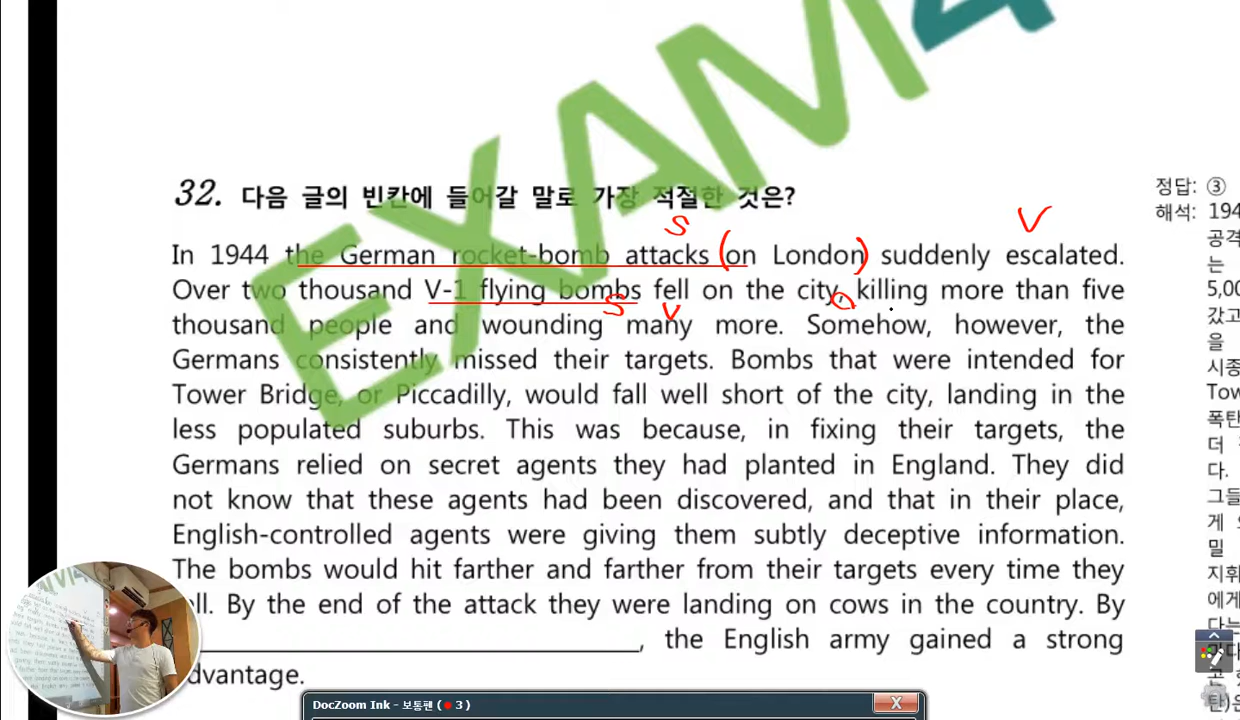 EXAM4
32. 다음 글의 빈칸에 들어갈 말로 가장 적절한 것은?
S
V
In 1944 the German rocket-bomb attacks (on London) suddenly escalated.
Over two thousand V-1 flying bombs fell on the city, killing more than five
S V
thousand people and wounding many more. Somehow, however, the
Germans consistently missed their targets. Bombs that were intended for
Tower Bridge, or Piccadilly, would fall well short of the city, landing in the
less populated suburbs. This was because, in fixing their targets, the
Germans relied on secret agents they had planted in England. They did
not know that these agents had been discovered, and that in their place,
English-controlled agents were giving them subtly deceptive information.
The bombs would hit farther and farther from their targets every time they
ll. By the end of the attack they were landing on cows in the country. By
, the English army gained a strong
dvantage.
정답: ③
해석: 194
공격
는
5,00
갔고
을
시종
Tow
폭탄
더
다.
그들
게
밀
지휘
에게
다는
탄)은
DocZoom Ink - 보통펜 ( 3 )
X